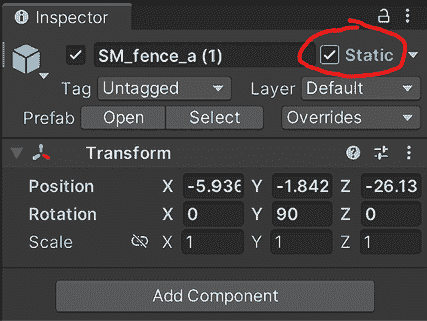 Inspector
SM_fence_a (1) Static
Tag Untagged Layer Default
Prefab Open Select Overrides
Transform
Position X -5.936 Y -1.842 Z -26.13
Rotation X 0 Y 90 Z 0
Scale X 1 Y 1 Z 1
Add Component